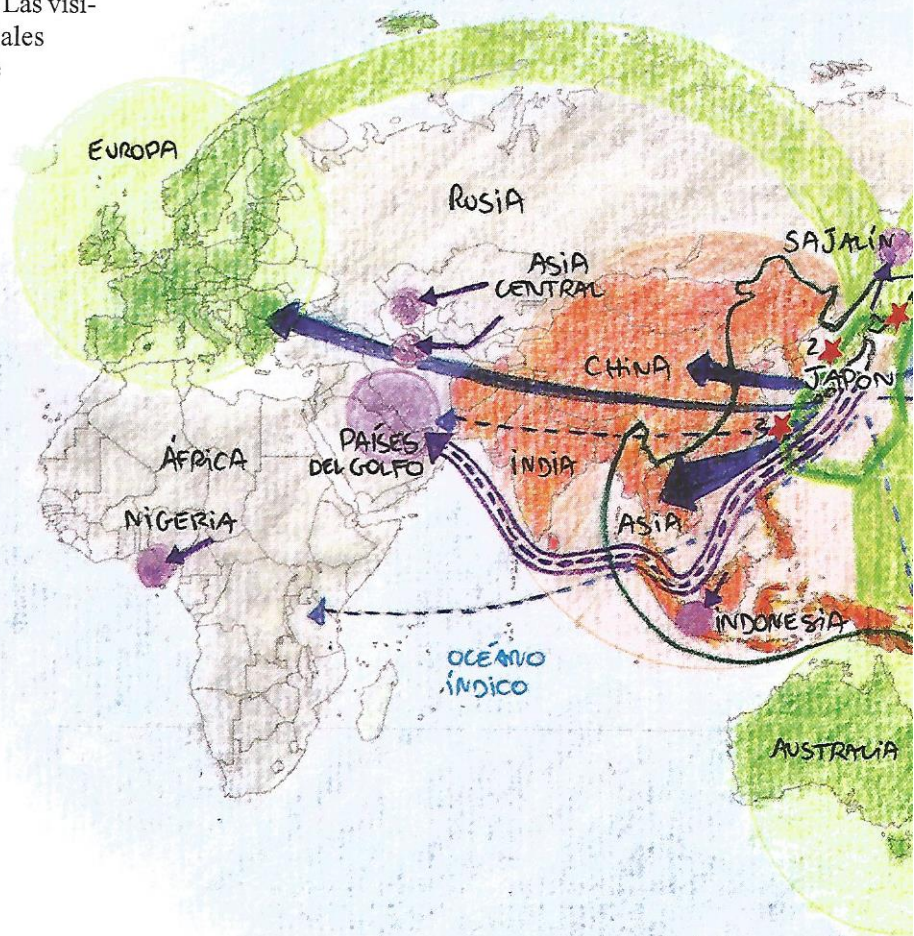 Las visi-
ales
EUROPA
RUSIA
SAJALÍN
ASIA
CENTRAL
CHINA
2
JAPÓN
3
PAÍSES
DEL GOLFO
ÁFRICA
INDIA
NIGERIA
ASIA
INDONESIA
OCÉANO
ÍNDICO
AUSTRALIA